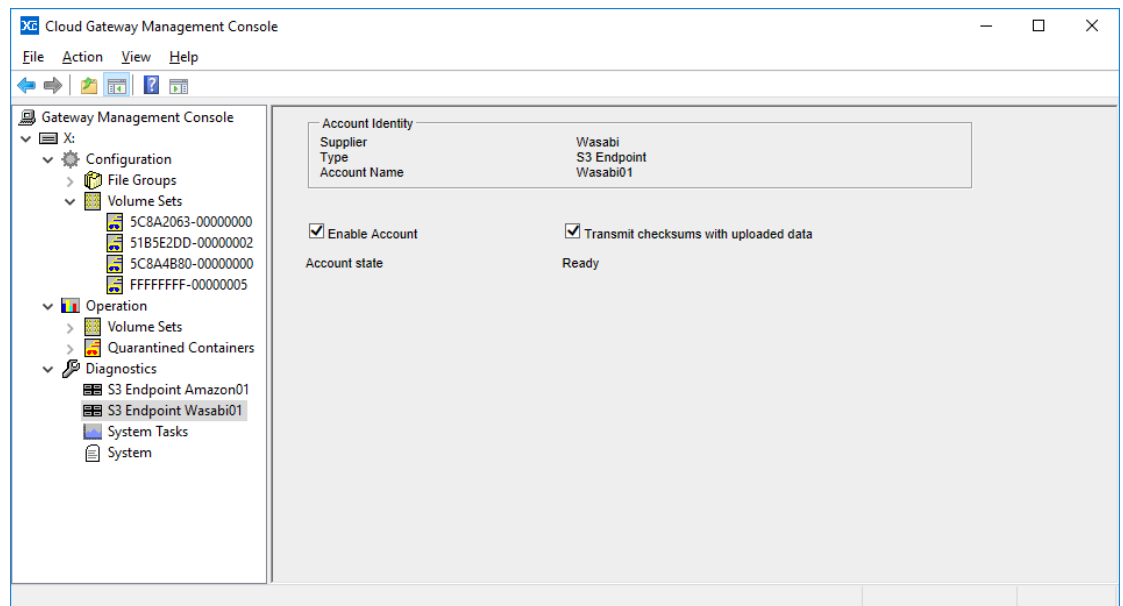 Cloud Gateway Management Console
File Action View Help
Gateway Management Console
X:
Configuration
File Groups
Volume Sets
5C8A2063-00000000
51B5E2DD-00000002
5C8A4B80-00000000
FFFFFFFF-00000005
Operation
Volume Sets
Quarantined Containers
Diagnostics
S3 Endpoint Amazon01
S3 Endpoint Wasabi01
System Tasks
System
Account Identity
Supplier Wasabi
Type S3 Endpoint
Account Name Wasabi01
Enable Account Transmit checksums with uploaded data
Account state Ready